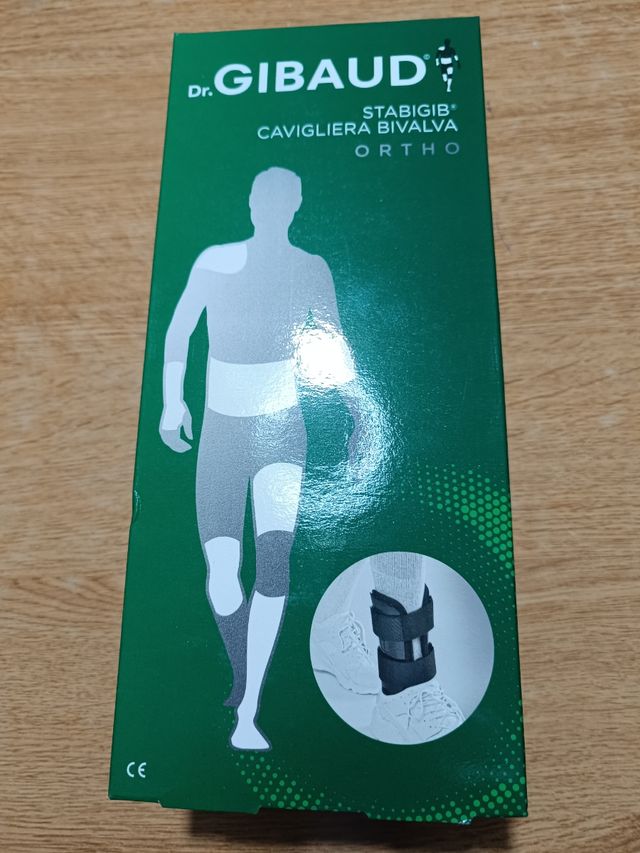 Dr. GIBAUD®
STABIGIB®
CAVIGLIERA BIVALVA
ORTHO
CE